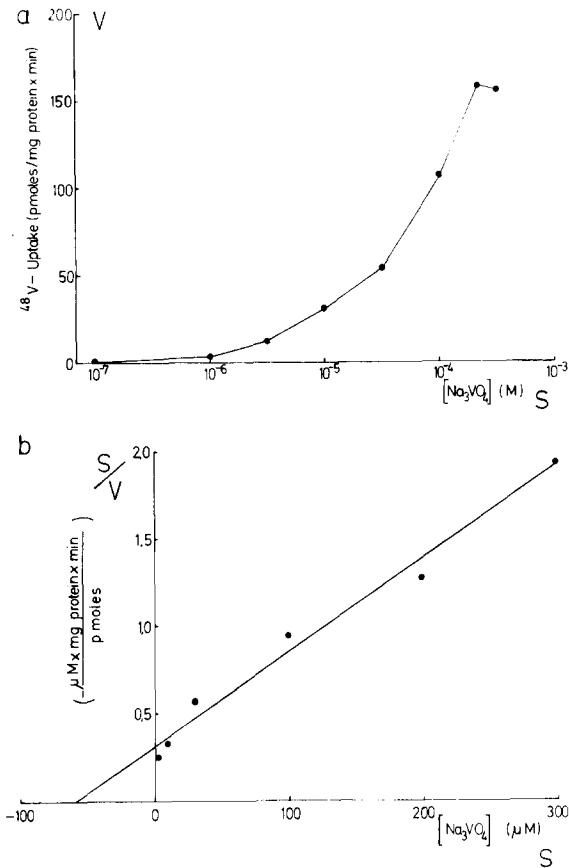 a
V
⁴⁸V – Uptake (pmoles/mg protein x min)
200
150
100
50
0
10⁻⁷
10⁻⁶
10⁻⁵
10⁻⁴
10⁻³
[Na₃VO₄] (M) S
b
S/V
(μM x mg protein x min / pmoles)
2,0
1,5
1,0
0,5
-100
0
100
200
300
[Na₃VO₄] (μM)
S